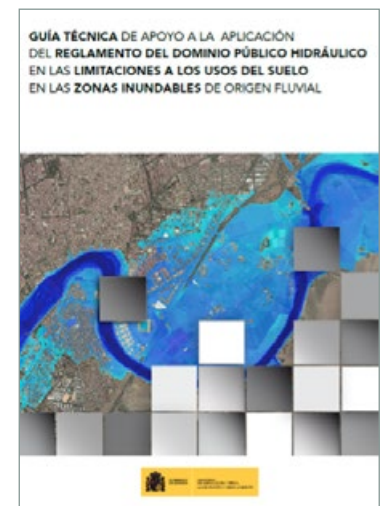 GUÍA TÉCNICA DE APOYO A LA APLICACIÓN
DEL REGLAMENTO DEL DOMINIO PÚBLICO HIDRÁULICO
EN LAS LIMITACIONES A LOS USOS DEL SUELO
EN LAS ZONAS INUNDABLES DE ORIGEN FLUVIAL